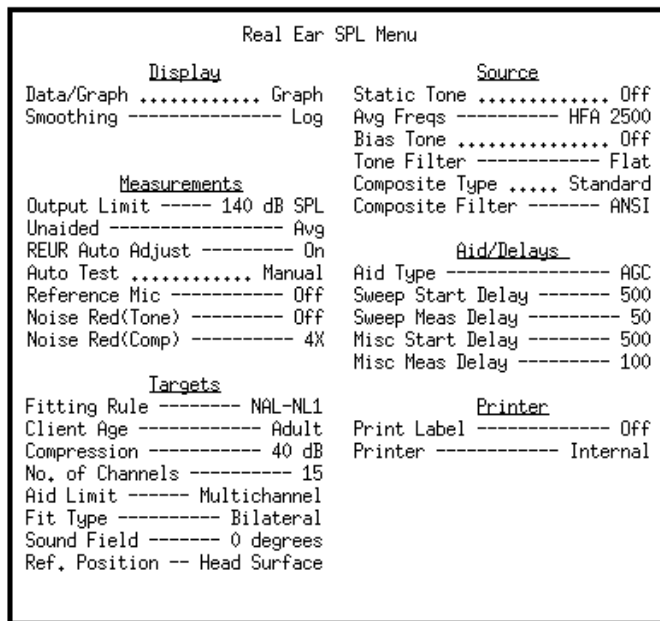 Real Ear SPL Menu
Display
Data/Graph ............ Graph
Smoothing --------------- Log
Measurements
Output Limit ----- 140 dB SPL
Unaided ----------------- Avg
REUR Auto Adjust --------- On
Auto Test ............ Manual
Reference Mic ----------- Off
Noise Red(Tone) --------- Off
Noise Red(Comp) ---------- 4X
Targets
Fitting Rule -------- NAL-NL1
Client Age ------------ Adult
Compression ----------- 40 dB
No. of Channels ---------- 15
Aid Limit ------ Multichannel
Fit Type ---------- Bilateral
Sound Field ------- 0 degrees
Ref. Position -- Head Surface
Source
Static Tone ............. Off
Avg Freqs ---------- HFA 2500
Bias Tone ............... Off
Tone Filter ------------ Flat
Composite Type ..... Standard
Composite Filter ------- ANSI
Aid/Delays
Aid Type ---------------- AGC
Sweep Start Delay ------- 500
Sweep Meas Delay --------- 50
Misc Start Delay -------- 500
Misc Meas Delay --------- 100
Printer
Print Label ------------- Off
Printer ------------ Internal